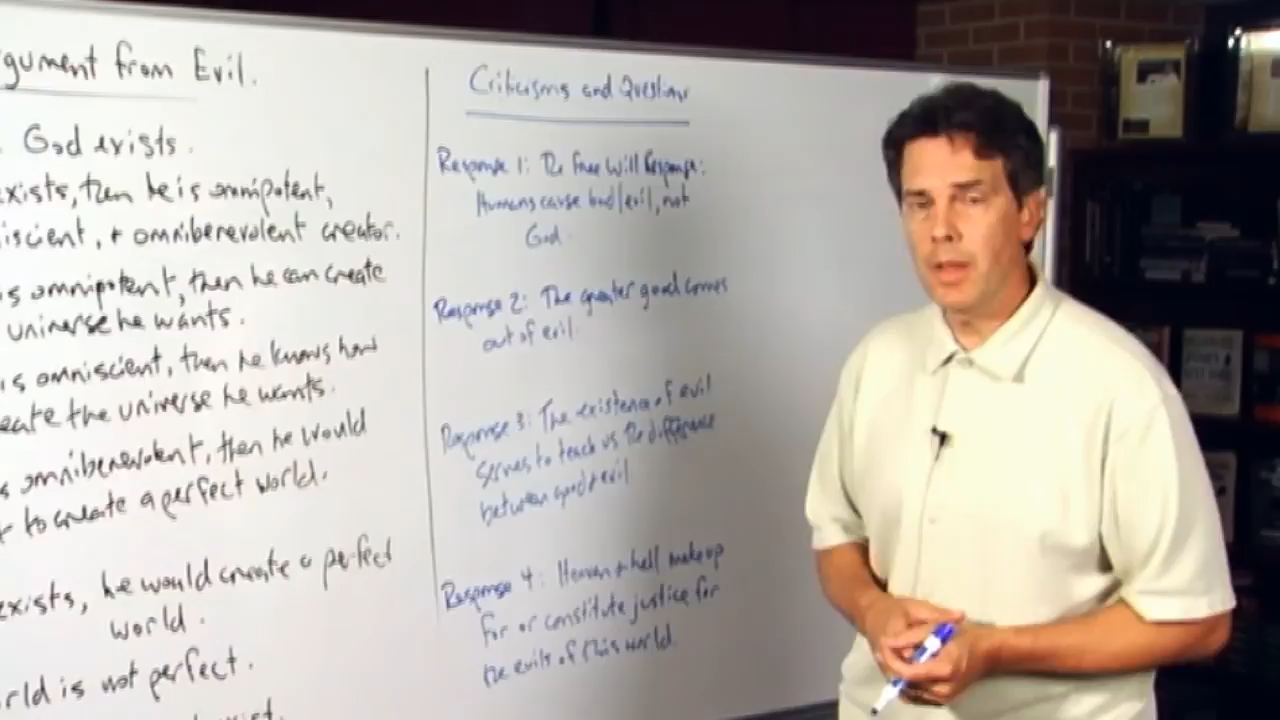 gument from Evil.
God exists.
exists, then he is omnipotent,
iscient, + omnibenevolent creator.
s omnipotent, then he can create
universe he wants.
is omniscient, then he knows how
eate the universe he wants.
s omnibenevolent, then he would
to create a perfect world.
exists, he would create a perfect
world.
rld is not perfect.
exist.
Criticisms and Questions
Response 1: The Free Will Response:
Humans cause bad/evil, not
God.
Response 2: The greater good comes
out of evil.
Response 3: The existence of evil
serves to teach us the difference
between good + evil
Response 4: Heaven + hell make up
for or constitute justice for
the evils of this world.